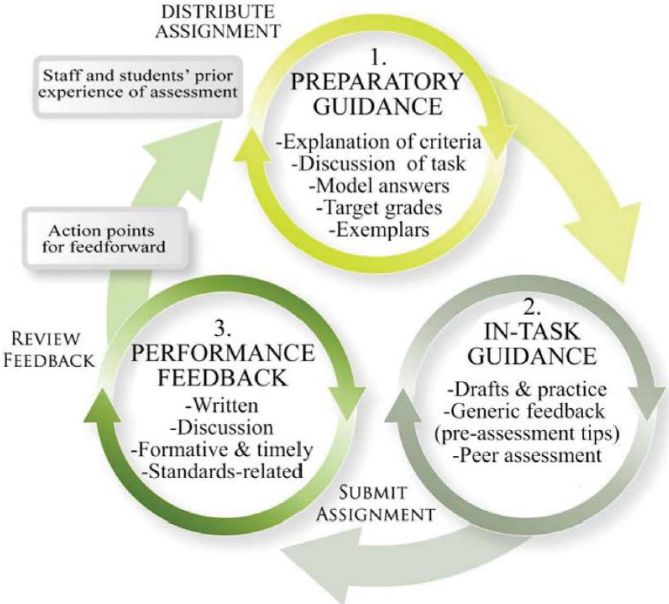 DISTRIBUTE
ASSIGNMENT
Staff and students’ prior
experience of assessment
1.
PREPARATORY
GUIDANCE
-Explanation of criteria
-Discussion of task
-Model answers
-Target grades
-Exemplars
Action points
for feedforward
2.
IN-TASK
GUIDANCE
-Drafts & practice
-Generic feedback
(pre-assessment tips)
-Peer assessment
SUBMIT
ASSIGNMENT
3.
PERFORMANCE
FEEDBACK
-Written
-Discussion
-Formative & timely
-Standards-related
REVIEW
FEEDBACK